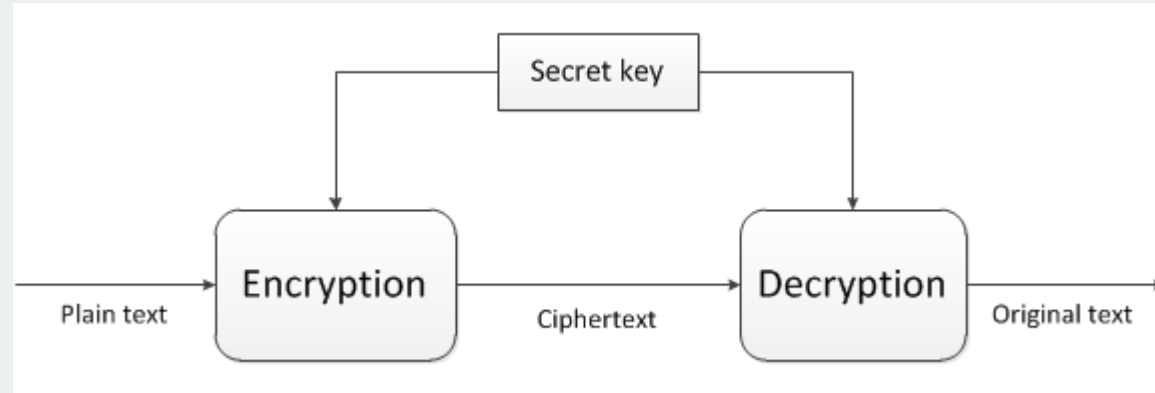 Secret key
Encryption
Decryption
Plain text
Ciphertext
Original text